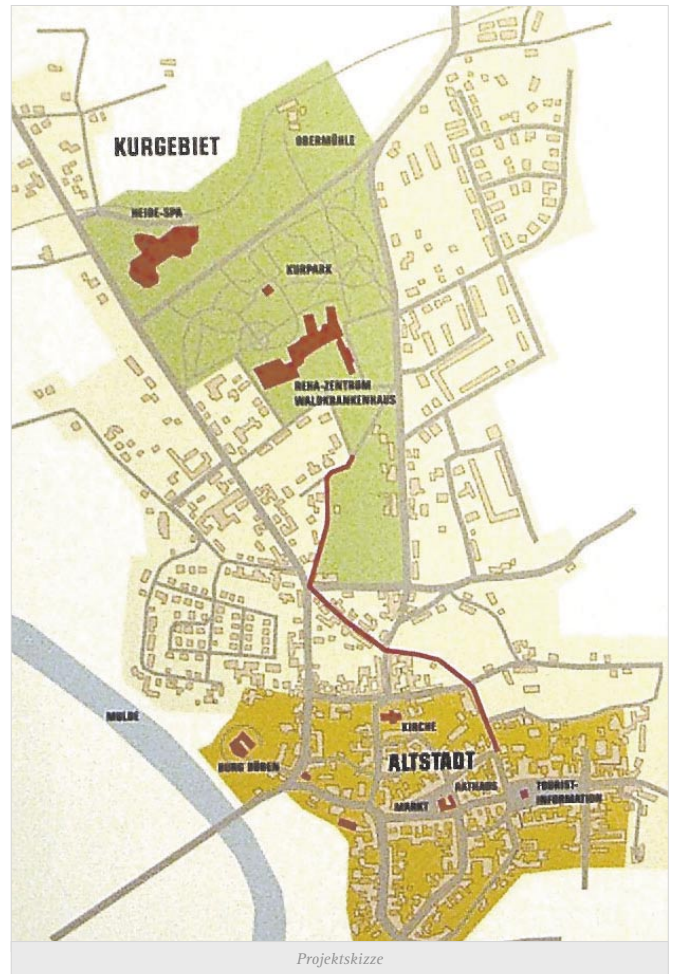 KURGEBIET
OBERMÜHLE
HEIDE-SPA
KURPARK
REHA-ZENTRUM
WALDKRANKENHAUS
MULDE
KIRCHE
BURG DÜBEN
ALTSTADT
RATHAUS
MARKT
TOURIST-
INFORMATION
Projektskizze